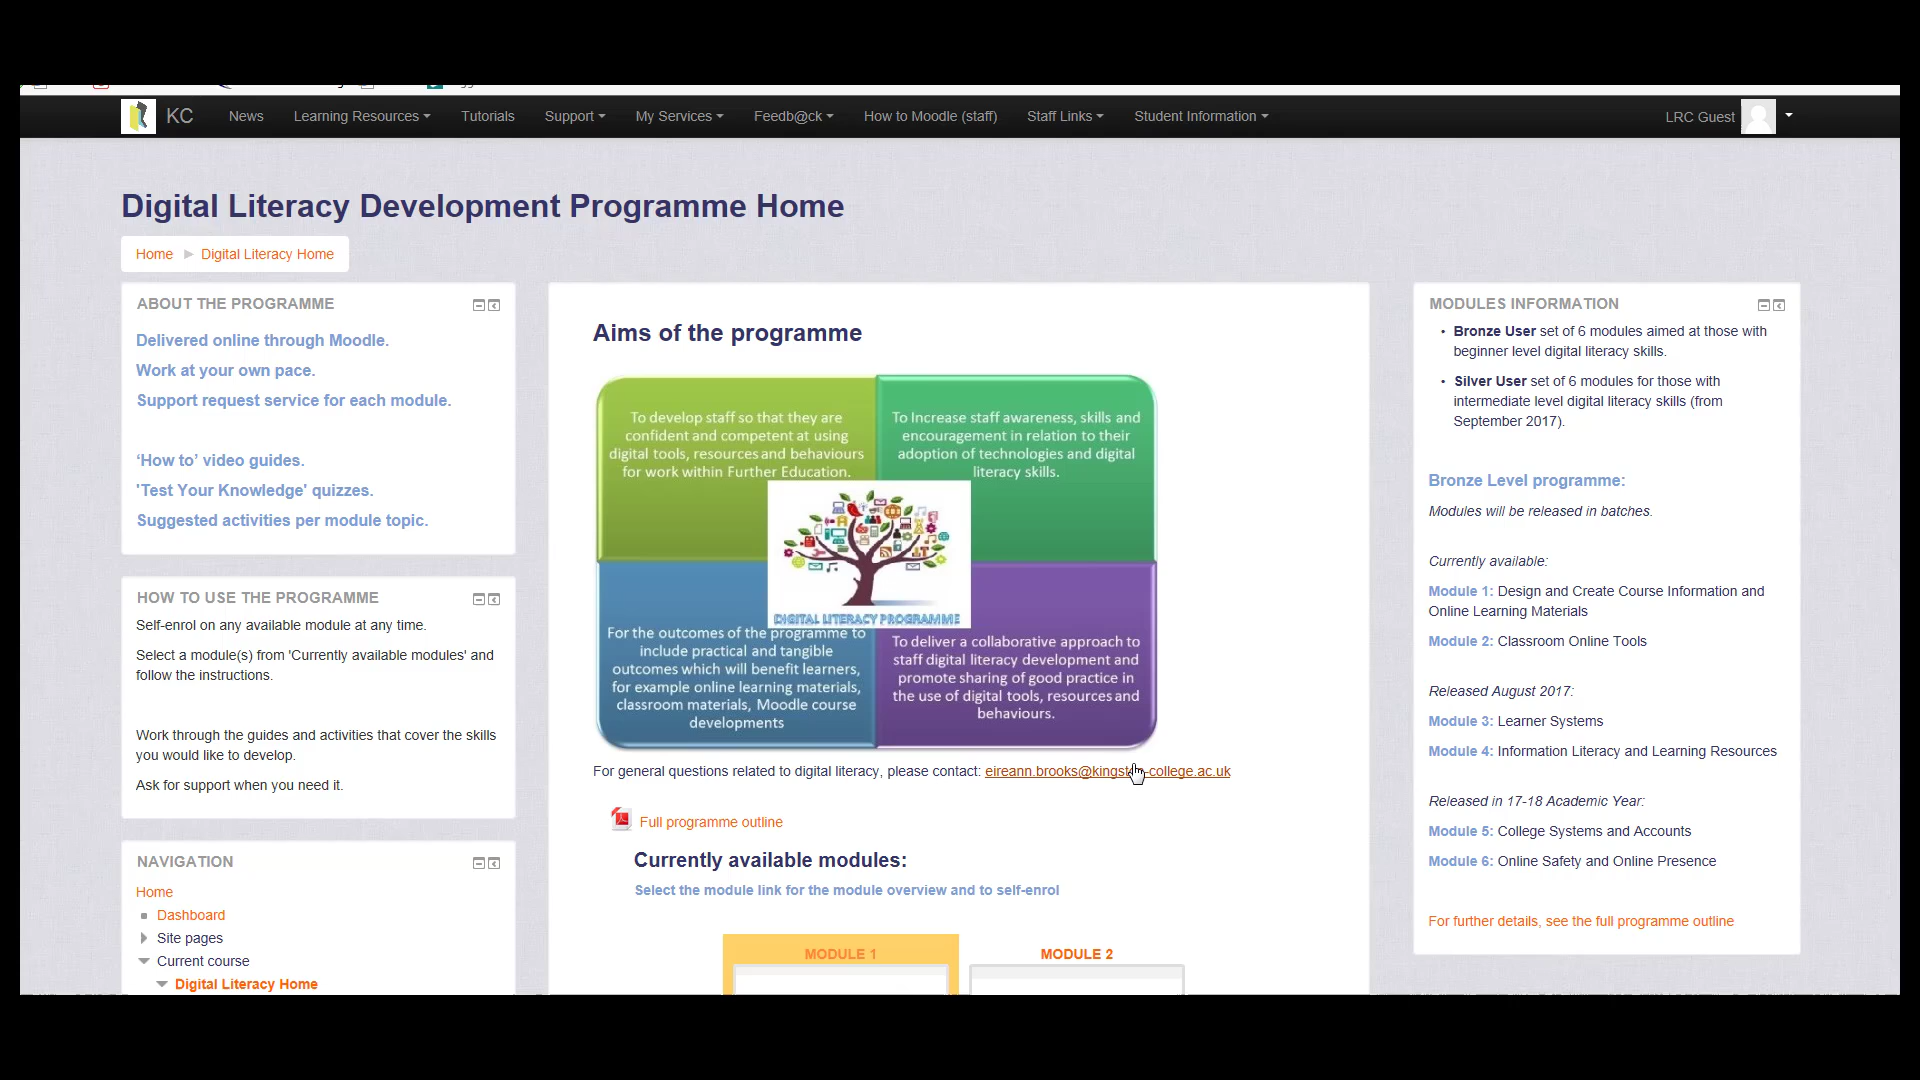 KC News Learning Resources Tutorials Support My Services Feedb@ck How to Moodle (staff) Staff Links Student Information LRC Guest
Digital Literacy Development Programme Home
Home Digital Literacy Home
ABOUT THE PROGRAMME
Delivered online through Moodle.
Work at your own pace.
Support request service for each module.
‘How to’ video guides.
'Test Your Knowledge' quizzes.
Suggested activities per module topic.
HOW TO USE THE PROGRAMME
Self-enrol on any available module at any time.
Select a module(s) from 'Currently available modules' and
follow the instructions.
Work through the guides and activities that cover the skills
you would like to develop.
Ask for support when you need it.
NAVIGATION
Home
Dashboard
Site pages
Current course
Digital Literacy Home
Aims of the programme
To develop staff so that they are
confident and competent at using
digital tools, resources and behaviours
for work within Further Education.
To Increase staff awareness, skills and
encouragement in relation to their
adoption of technologies and digital
literacy skills.
DIGITAL LITERACY PROGRAMME
For the outcomes of the programme to
include practical and tangible
outcomes which will benefit learners,
for example online learning materials,
classroom materials, Moodle course
developments
To deliver a collaborative approach to
staff digital literacy development and
promote sharing of good practice in
the use of digital tools, resources and
behaviours.
For general questions related to digital literacy, please contact: eireann.brooks@kingston-college.ac.uk
Full programme outline
Currently available modules:
Select the module link for the module overview and to self-enrol
MODULE 1
MODULE 2
MODULES INFORMATION
• Bronze User set of 6 modules aimed at those with
beginner level digital literacy skills.
• Silver User set of 6 modules for those with
intermediate level digital literacy skills (from
September 2017).
Bronze Level programme:
Modules will be released in batches.
Currently available:
Module 1: Design and Create Course Information and
Online Learning Materials
Module 2: Classroom Online Tools
Released August 2017:
Module 3: Learner Systems
Module 4: Information Literacy and Learning Resources
Released in 17-18 Academic Year:
Module 5: College Systems and Accounts
Module 6: Online Safety and Online Presence
For further details, see the full programme outline